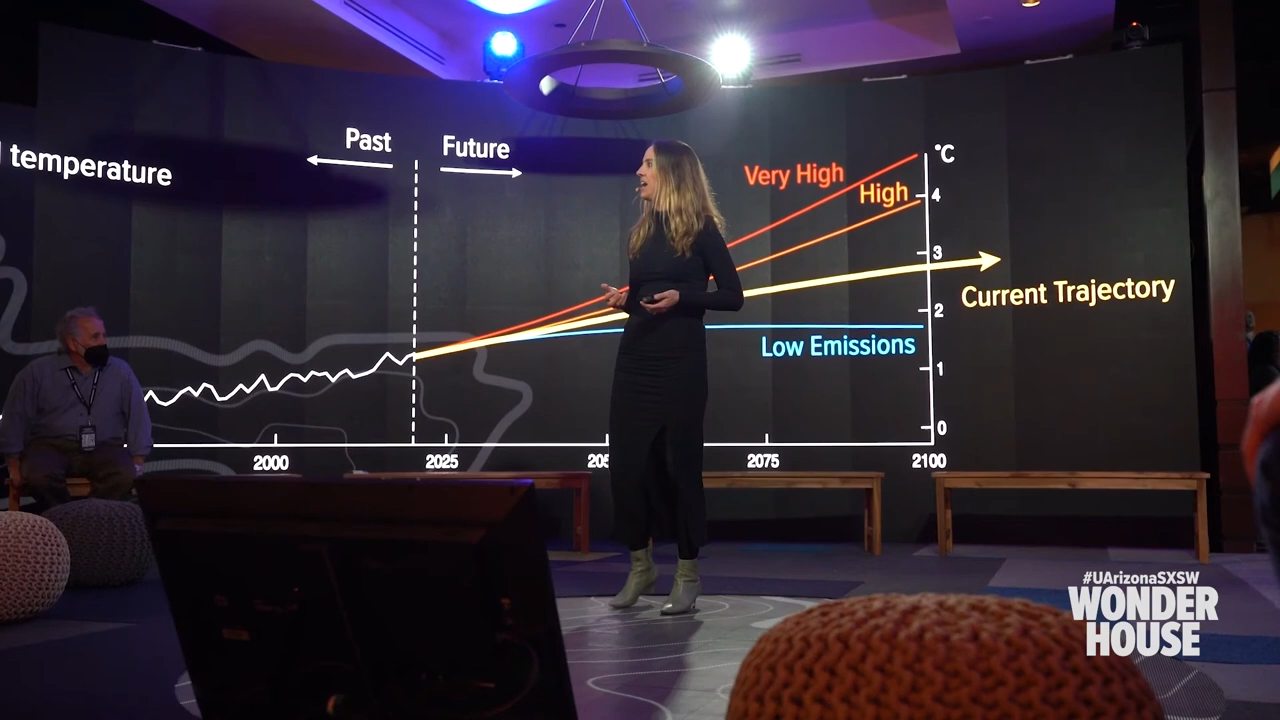 temperature
Past
Future
Very High
High
°C
4
3
2
1
0
Current Trajectory
Low Emissions
2000
2025
2075
2100
#UArizonaSXSW
WONDER
HOUSE